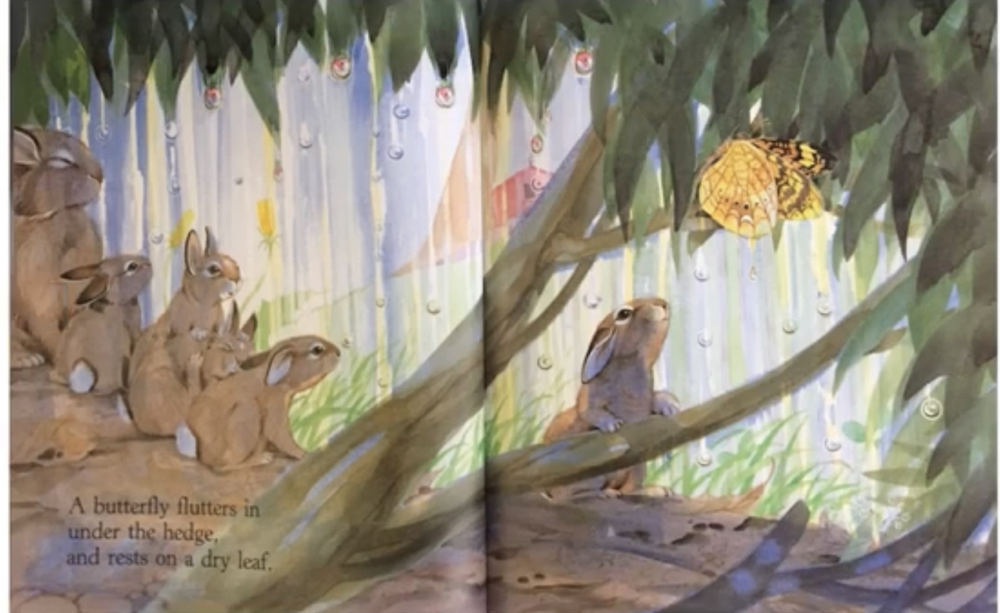 A butterfly flutters in
under the hedge,
and rests on a dry leaf.